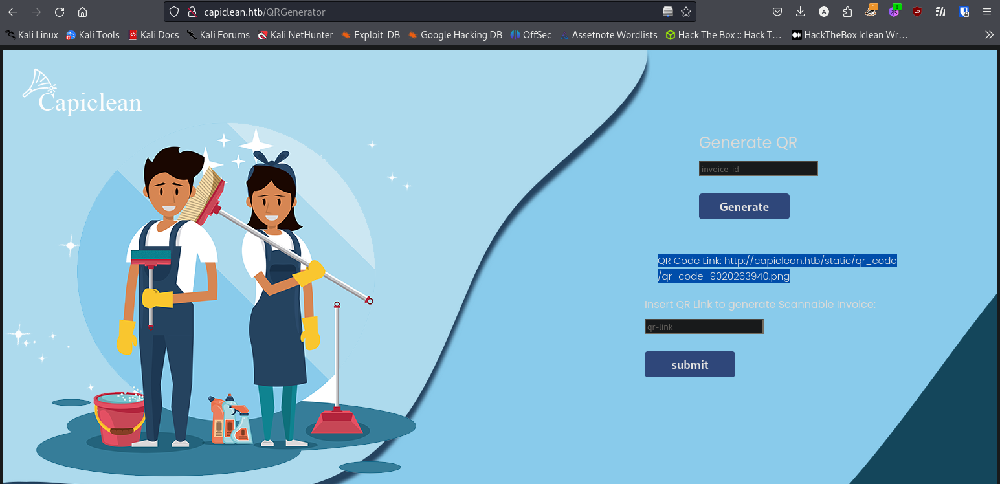 capiclean.htb/QRGenerator
1
1
Kali Linux Kali Tools Kali Docs Kali Forums Kali NetHunter Exploit-DB Google Hacking DB OffSec Assetnote Wordlists Hack The Box :: Hack T… HackTheBox Iclean Wr…
Capiclean
Generate QR
invoice-id
Generate
QR Code Link: http://capiclean.htb/static/qr_code
/qr_code_9020263940.png
Insert QR Link to generate Scannable Invoice:
qr-link
submit